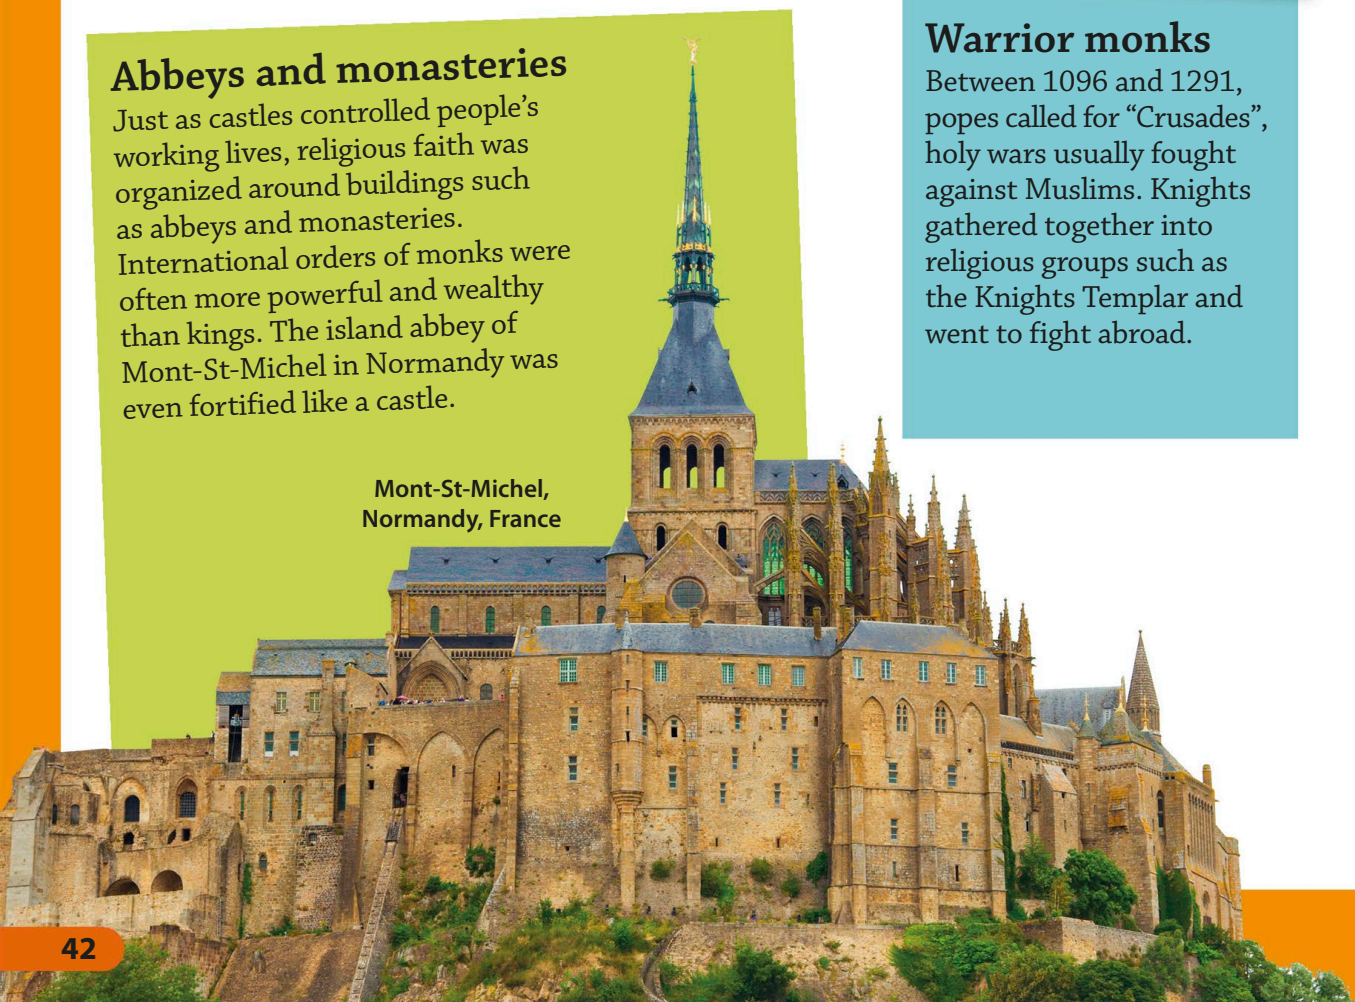 Abbeys and monasteries
Just as castles controlled people’s
working lives, religious faith was
organized around buildings such
as abbeys and monasteries.
International orders of monks were
often more powerful and wealthy
than kings. The island abbey of
Mont-St-Michel in Normandy was
even fortified like a castle.
Mont-St-Michel,
Normandy, France
Warrior monks
Between 1096 and 1291,
popes called for “Crusades”,
holy wars usually fought
against Muslims. Knights
gathered together into
religious groups such as
the Knights Templar and
went to fight abroad.
42